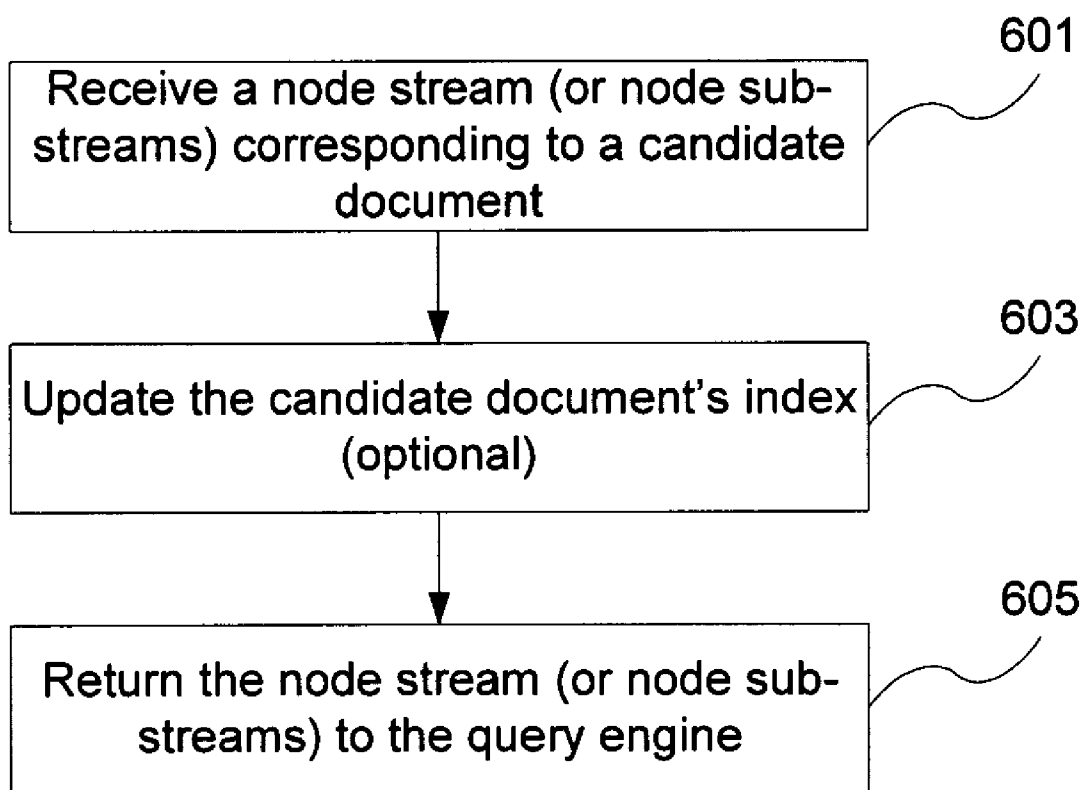 601
Receive a node stream (or node sub-
streams) corresponding to a candidate
document
603
Update the candidate document's index
(optional)
605
Return the node stream (or node sub-
streams) to the query engine